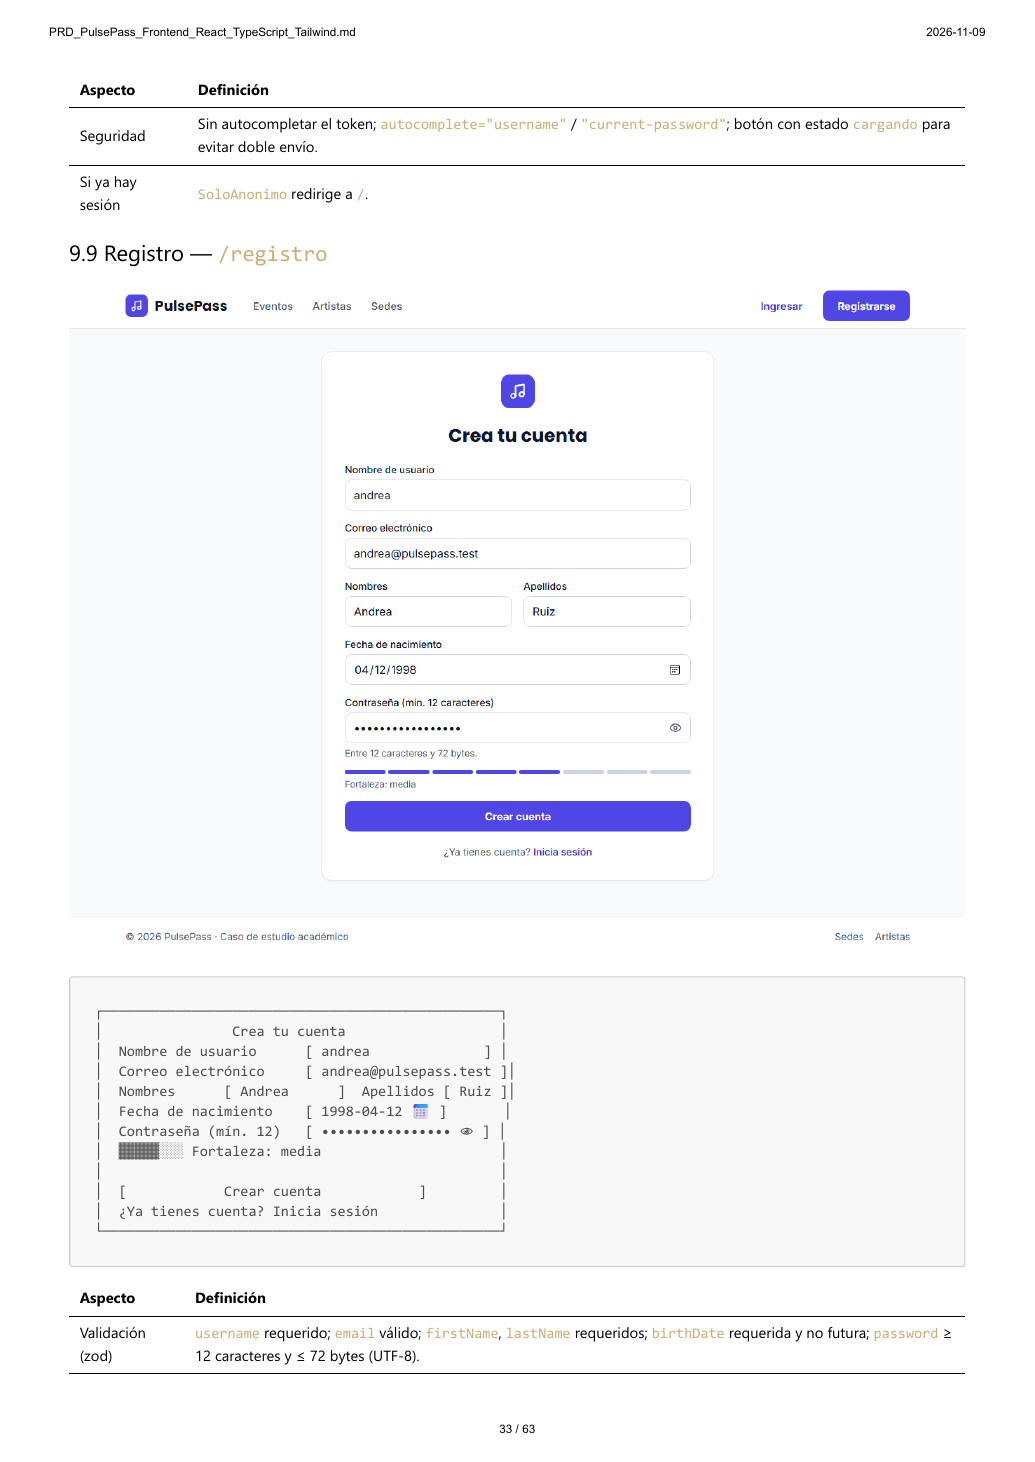 PRD_PulsePass_Frontend_React_TypeScript_Tailwind.md 2026-11-09
Aspecto Definición
Seguridad Sin autocompletar el token; autocomplete="username" / "current-password"; botón con estado cargando para
evitar doble envío.
Si ya hay
sesión SoloAnonimo redirige a /.
9.9 Registro — /registro
PulsePass Eventos Artistas Sedes Ingresar Registrarse
Crea tu cuenta
Nombre de usuario
andrea
Correo electrónico
andrea@pulsepass.test
Nombres Apellidos
Andrea Ruiz
Fecha de nacimiento
04/12/1998
Contraseña (mín. 12 caracteres)
••••••••••••••••
Entre 12 caracteres y 72 bytes.
Fortaleza: media
Crear cuenta
¿Ya tienes cuenta? Inicia sesión
© 2026 PulsePass · Caso de estudio académico Sedes Artistas
Crea tu cuenta
Nombre de usuario [ andrea ]
Correo electrónico [ andrea@pulsepass.test ]
Nombres [ Andrea ] Apellidos [ Ruiz ]
Fecha de nacimiento [ 1998-04-12 📅 ]
Contraseña (mín. 12) [ •••••••••••••••• 👁 ]
▓▓▓▓▓░░░ Fortaleza: media
[ Crear cuenta ]
¿Ya tienes cuenta? Inicia sesión
Aspecto Definición
Validación
(zod) username requerido; email válido; firstName, lastName requeridos; birthDate requerida y no futura; password ≥
12 caracteres y ≤ 72 bytes (UTF-8).
33 / 63